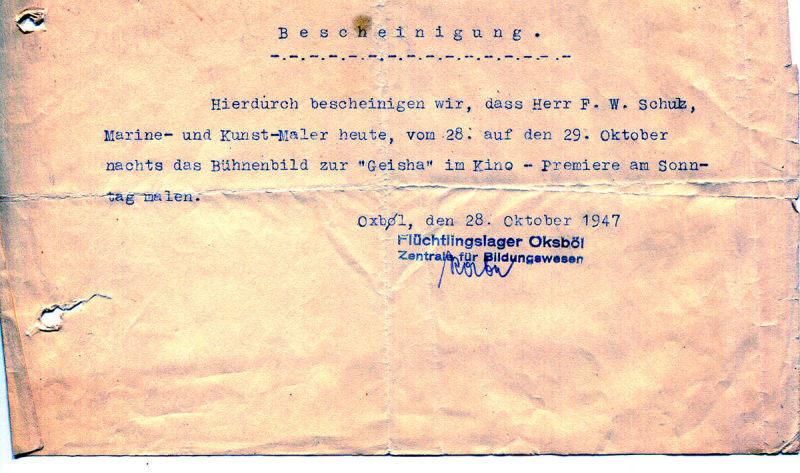 Bescheinigung.
-.-.-.-.-.-.-.-.-.-.-.-.-.-.-
Hierdurch bescheinigen wir, dass Herr F. W. Schulz,
Marine- und Kunst-Maler heute, vom 28. auf den 29. Oktober
nachts das Bühnenbild zur "Geisha" im Kino - Premiere am Sonn-
tag malen.
Oxbøl, den 28. Oktober 1947
Flüchtlingslager Oksböl
Zentrale für Bildungswesen